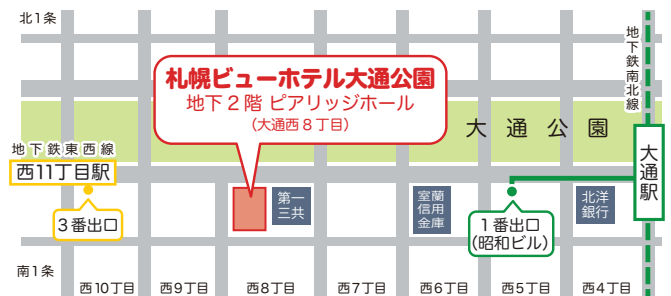 北1条
地下鉄南北線
札幌ビューホテル大通公園
地下2階 ピアリッジホール
(大通西8丁目)
大通公園
地下鉄東西線
西11丁目駅
大通駅
第一
三共
室蘭
信用
金庫
北洋
銀行
3番出口
1番出口
(昭和ビル)
南1条
西10丁目
西9丁目
西8丁目
西7丁目
西6丁目
西5丁目
西4丁目